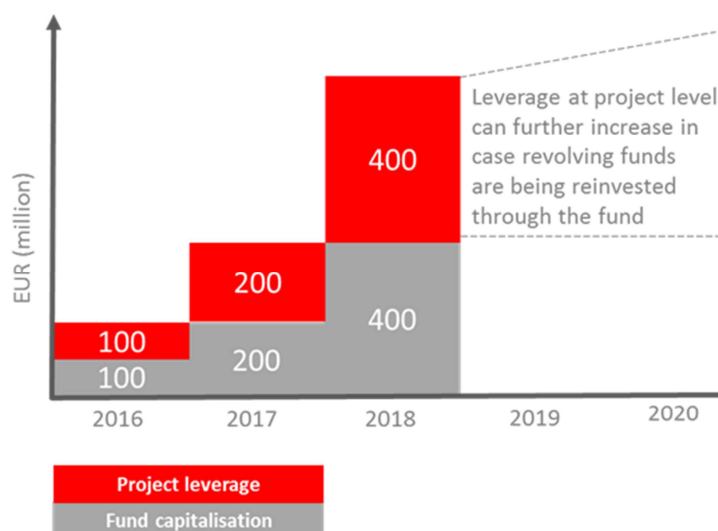 EUR (million)
400
Leverage at project level
can further increase in
case revolving funds
are being reinvested
through the fund
200
400
100
200
100
2016 2017 2018 2019 2020
Project leverage
Fund capitalisation